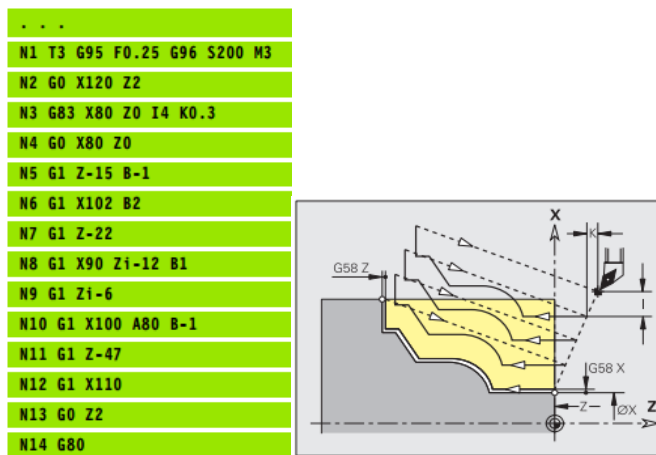 . . .
N1 T3 G95 F0.25 G96 S200 M3
N2 G0 X120 Z2
N3 G83 X80 Z0 I4 K0.3
N4 G0 X80 Z0
N5 G1 Z-15 B-1
N6 G1 X102 B2
N7 G1 Z-22
N8 G1 X90 Zi-12 B1
N9 G1 Zi-6
N10 G1 X100 A80 B-1
N11 G1 Z-47
N12 G1 X110
N13 G0 Z2
N14 G80
X
K
G58 Z
I
G58 X
Z
ØX
Z